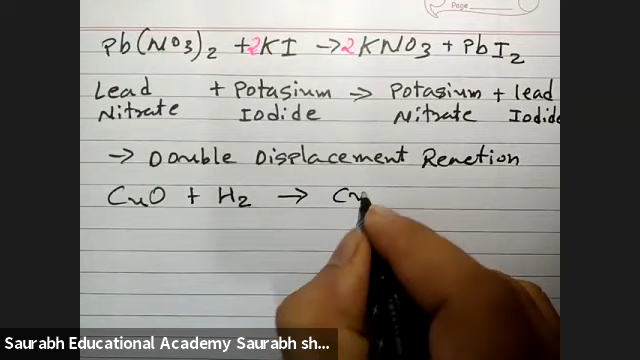 Page
Pb(NO3)2 + 2KI → 2KNO3 + PbI2
Lead + Potasium → Potasium + lead
Nitrate Iodide Nitrate Iodide
→ Double Displacement Reaction
CuO + H2 → Cu
Saurabh Educational Academy Saurabh sh...